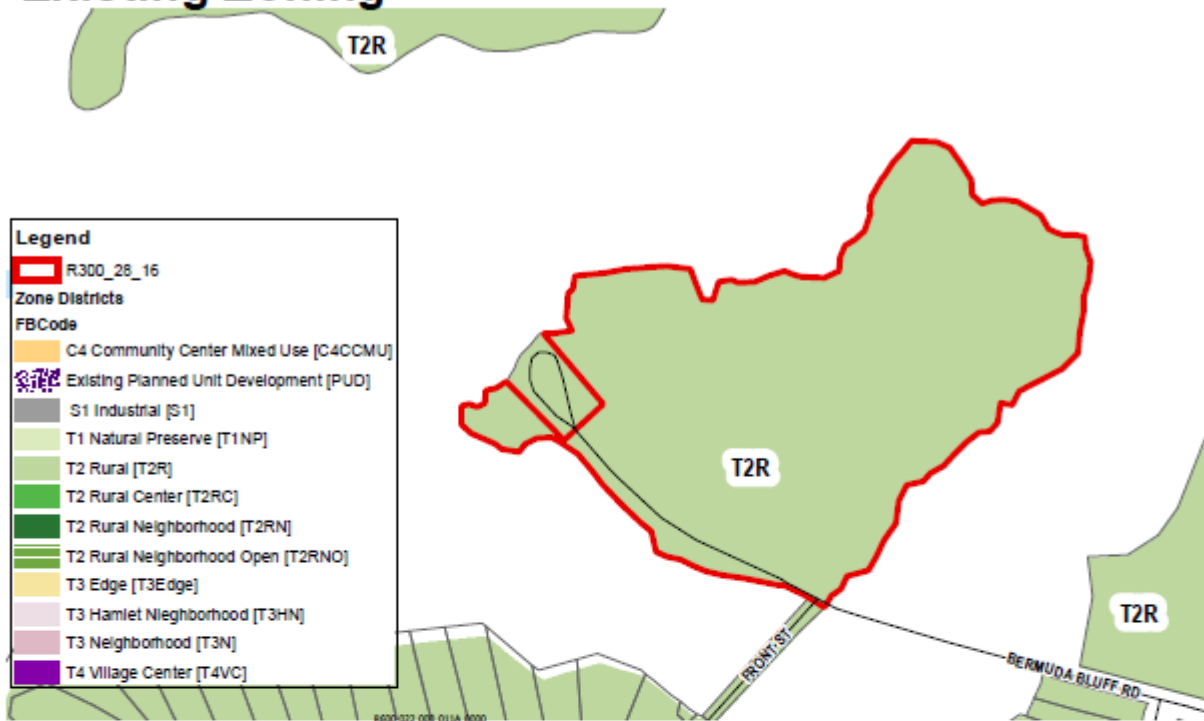 Existing Zoning
T2R
Legend
R300_28_16
Zone Districts
FBCode
C4 Community Center Mixed Use [C4CCMU]
Existing Planned Unit Development [PUD]
S1 Industrial [S1]
T1 Natural Preserve [T1NP]
T2 Rural [T2R]
T2 Rural Center [T2RC]
T2 Rural Neighborhood [T2RN]
T2 Rural Neighborhood Open [T2RNO]
T3 Edge [T3Edge]
T3 Hamlet Nieghborhood [T3HN]
T3 Neighborhood [T3N]
T4 Village Center [T4VC]
T2R
T2R
FRONT ST
BERMUDA BLUFF RD